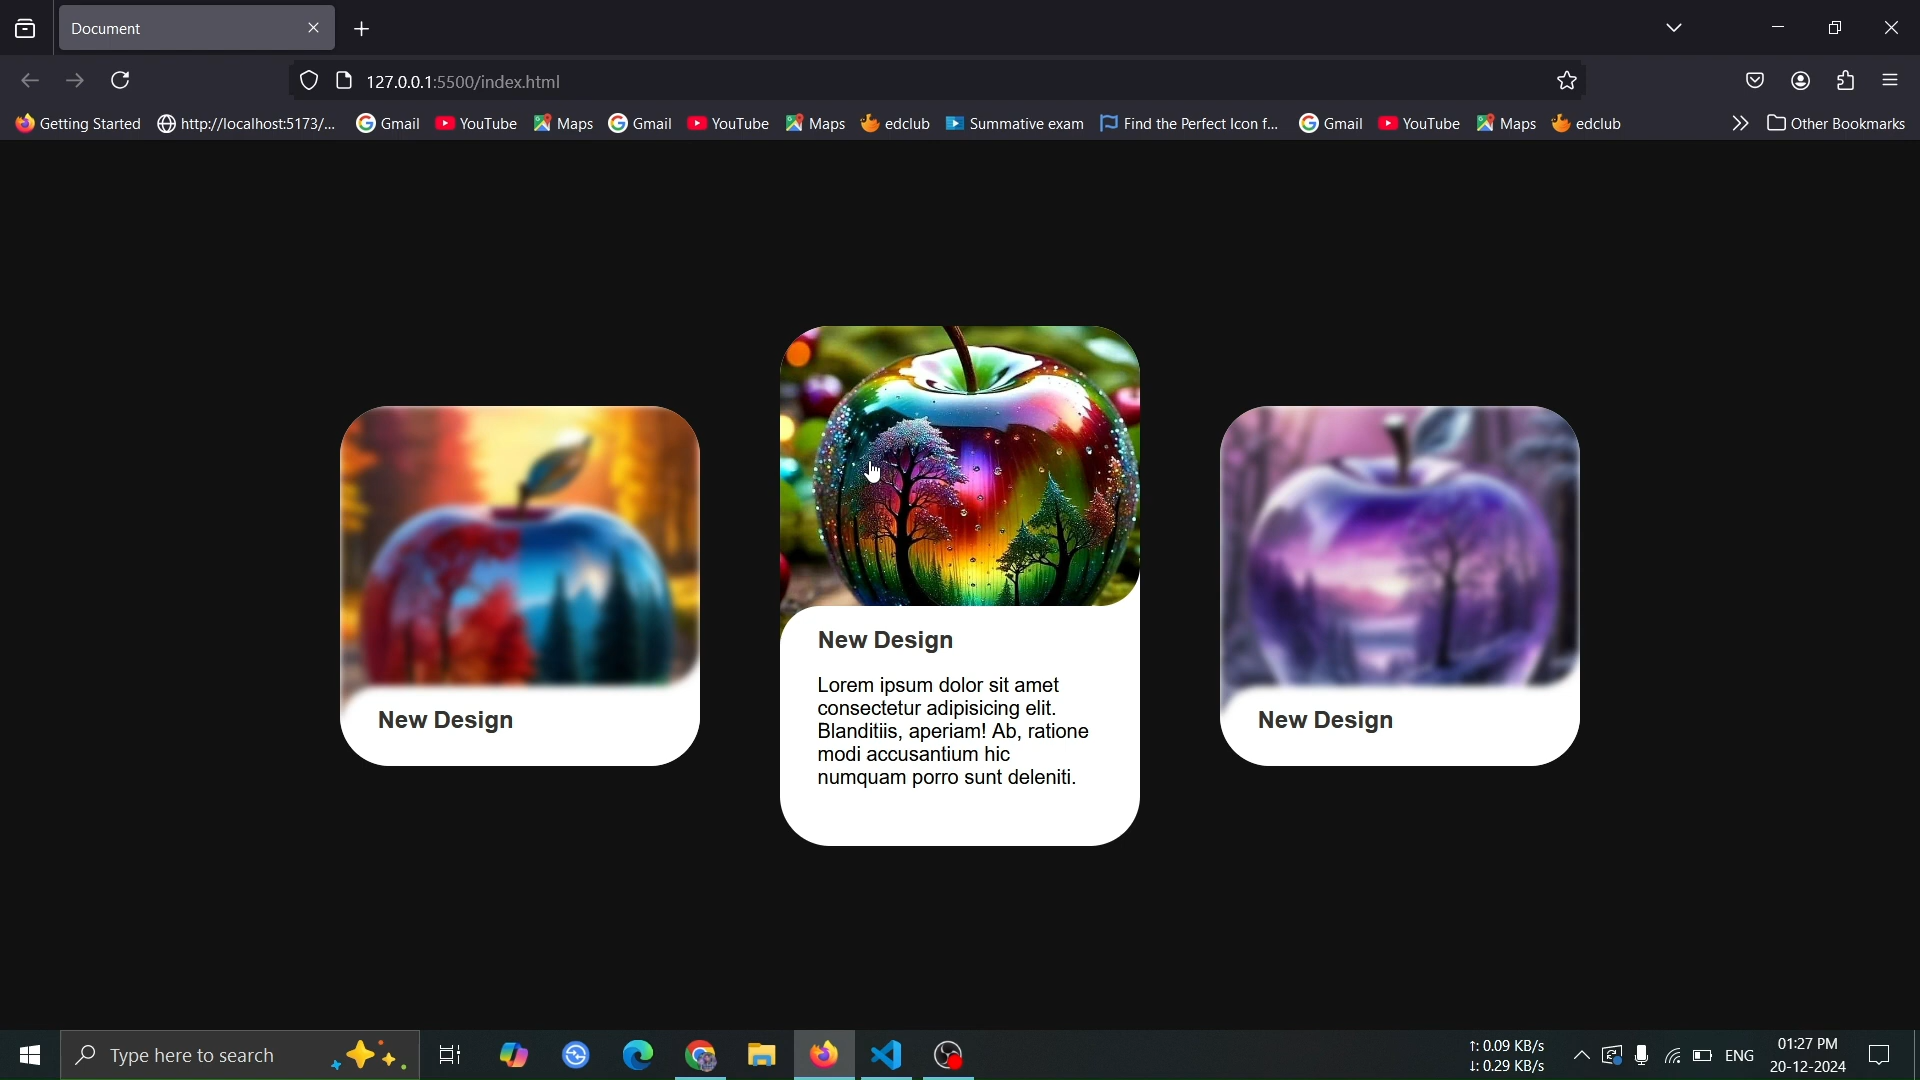 Document
127.0.0.1:5500/index.html
Getting Started http://localhost:5173/... Gmail YouTube Maps Gmail YouTube Maps edclub Summative exam Find the Perfect Icon f... Gmail YouTube Maps edclub Other Bookmarks
New Design
Lorem ipsum dolor sit amet
consectetur adipisicing elit.
Blanditiis, aperiam! Ab, ratione
modi accusantium hic
numquam porro sunt deleniti.
New Design
New Design
Type here to search
↑: 0.09 KB/s
↓: 0.29 KB/s
ENG
01:27 PM
20-12-2024